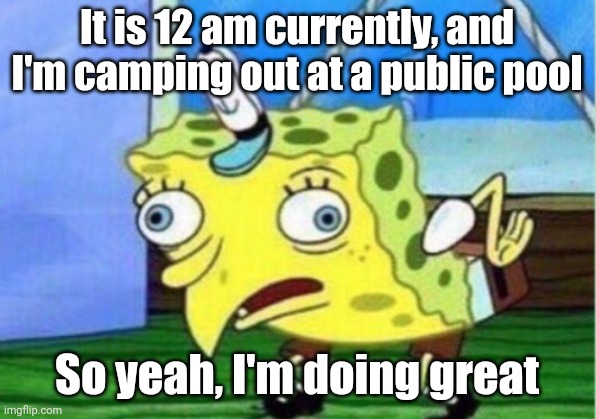 It is 12 am currently, and
I'm camping out at a public pool
So yeah, I'm doing great
imgflip.com